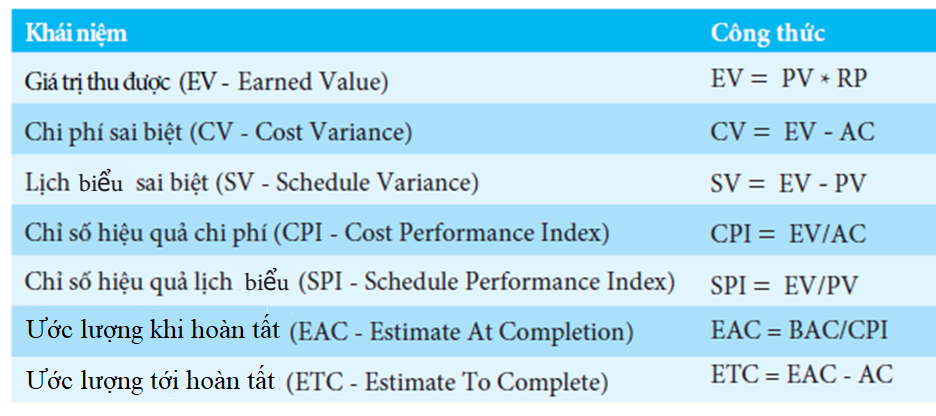 Khái niệm Công thức
Giá trị thu được (EV - Earned Value) EV = PV * RP
Chi phí sai biệt (CV - Cost Variance) CV = EV - AC
Lịch biểu sai biệt (SV - Schedule Variance) SV = EV - PV
Chỉ số hiệu quả chi phí (CPI - Cost Performance Index) CPI = EV/AC
Chỉ số hiệu quả lịch biểu (SPI - Schedule Performance Index) SPI = EV/PV
Ước lượng khi hoàn tất (EAC - Estimate At Completion) EAC = BAC/CPI
Ước lượng tới hoàn tất (ETC - Estimate To Complete) ETC = EAC - AC